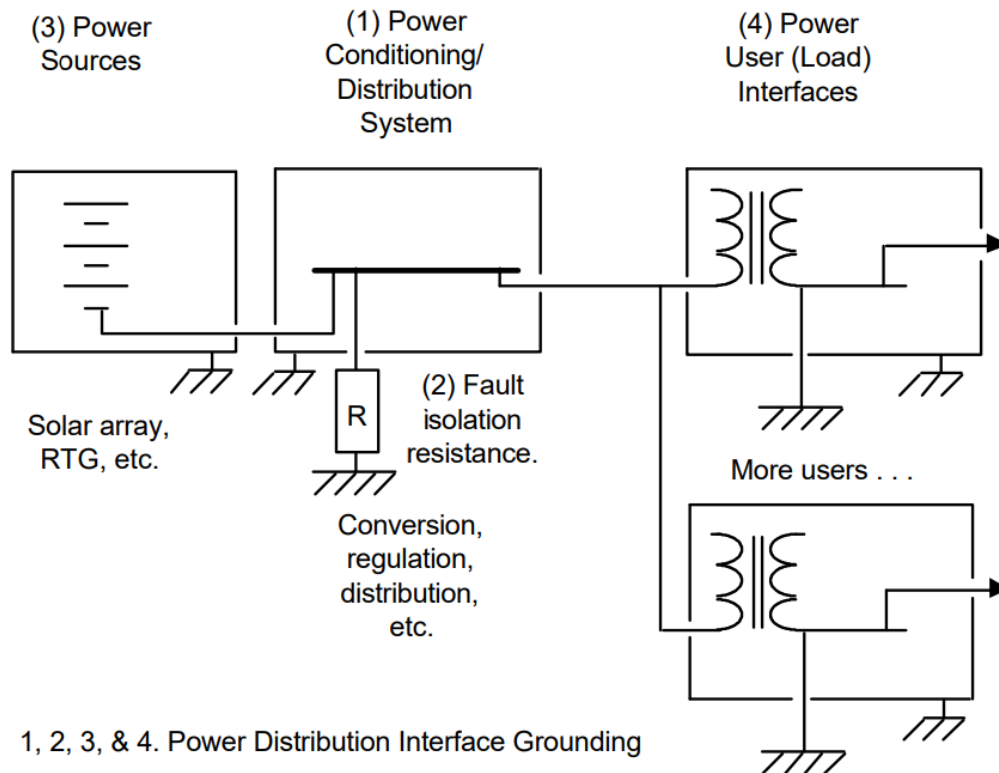 (3) Power
Sources
(1) Power
Conditioning/
Distribution
System
(4) Power
User (Load)
Interfaces
R
(2) Fault
isolation
resistance.
Solar array,
RTG, etc.
Conversion,
regulation,
distribution,
etc.
More users . . .
1, 2, 3, & 4. Power Distribution Interface Grounding